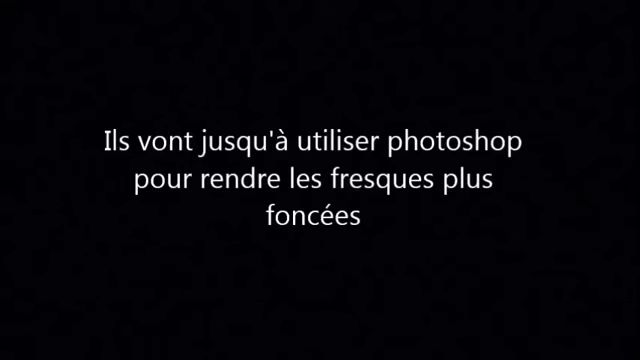 Ils vont jusqu'à utiliser photoshop
pour rendre les fresques plus
foncées